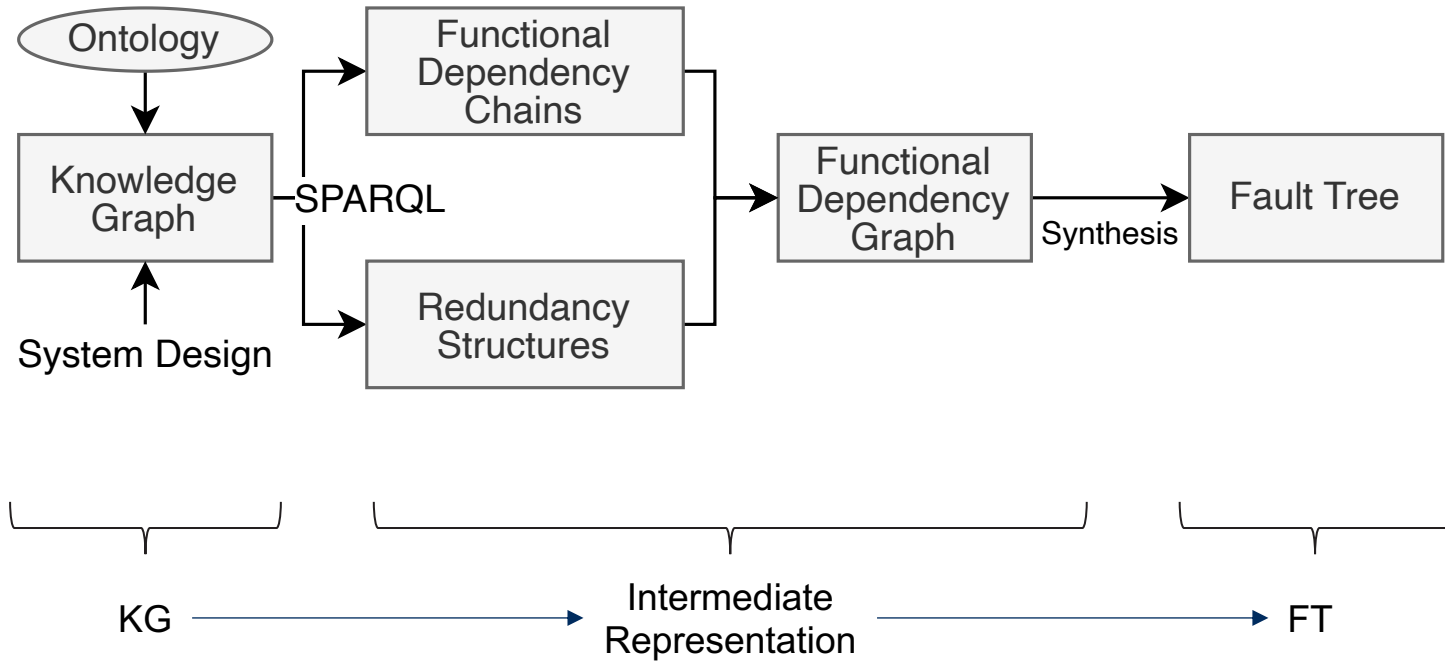 Ontology
Knowledge
Graph
System Design
SPARQL
Functional
Dependency
Chains
Redundancy
Structures
Functional
Dependency
Graph
Synthesis
Fault Tree
KG
Intermediate
Representation
FT